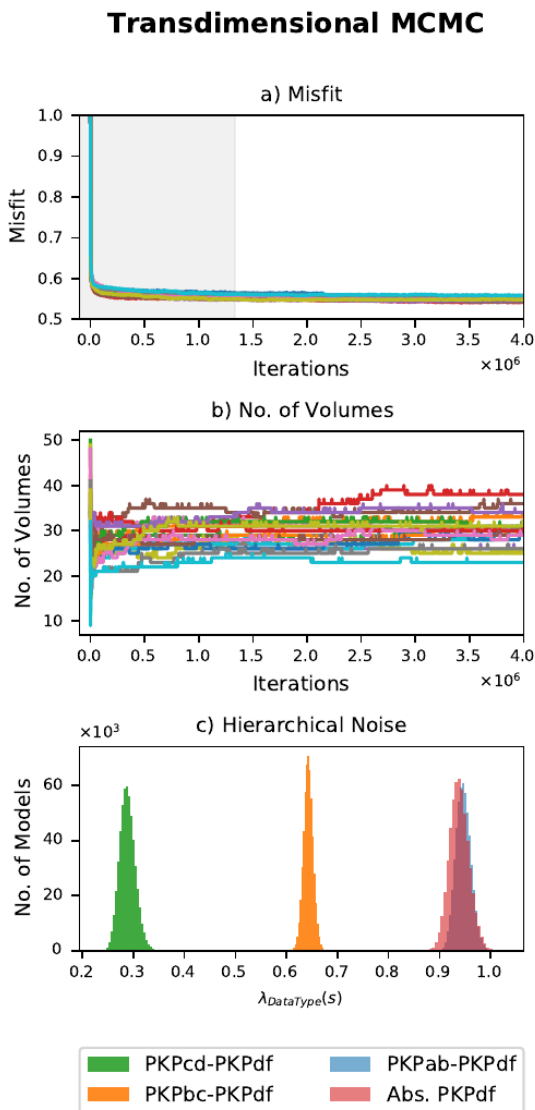 Transdimensional MCMC
a) Misfit
1.0
0.9
0.8
0.7
0.6
0.5
Misfit
0.0 0.5 1.0 1.5 2.0 2.5 3.0 3.5 4.0
Iterations
×10⁶
b) No. of Volumes
50
40
30
20
10
No. of Volumes
0.0 0.5 1.0 1.5 2.0 2.5 3.0 3.5 4.0
Iterations
×10⁶
×10³
c) Hierarchical Noise
60
40
20
0
No. of Models
0.2 0.3 0.4 0.5 0.6 0.7 0.8 0.9 1.0
λDataType(s)
PKPcd-PKPdf PKPab-PKPdf
PKPbc-PKPdf Abs. PKPdf